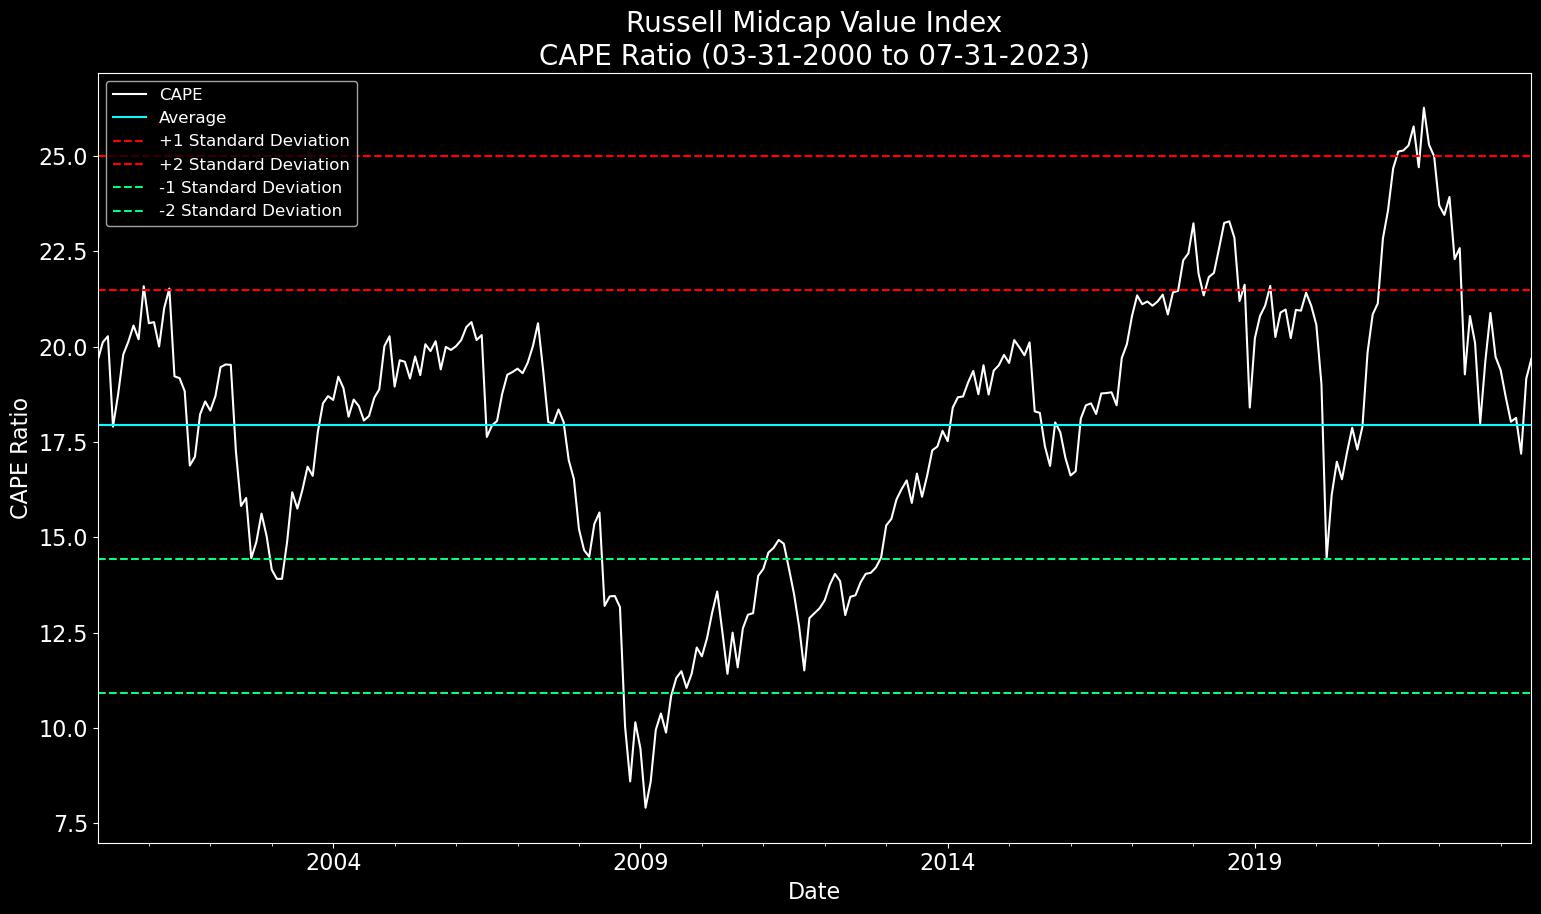 Russell Midcap Value Index
CAPE Ratio (03-31-2000 to 07-31-2023)
CAPE
Average
+1 Standard Deviation
+2 Standard Deviation
-1 Standard Deviation
-2 Standard Deviation
CAPE Ratio
25.0
22.5
20.0
17.5
15.0
12.5
10.0
7.5
2004
2009
2014
2019
Date